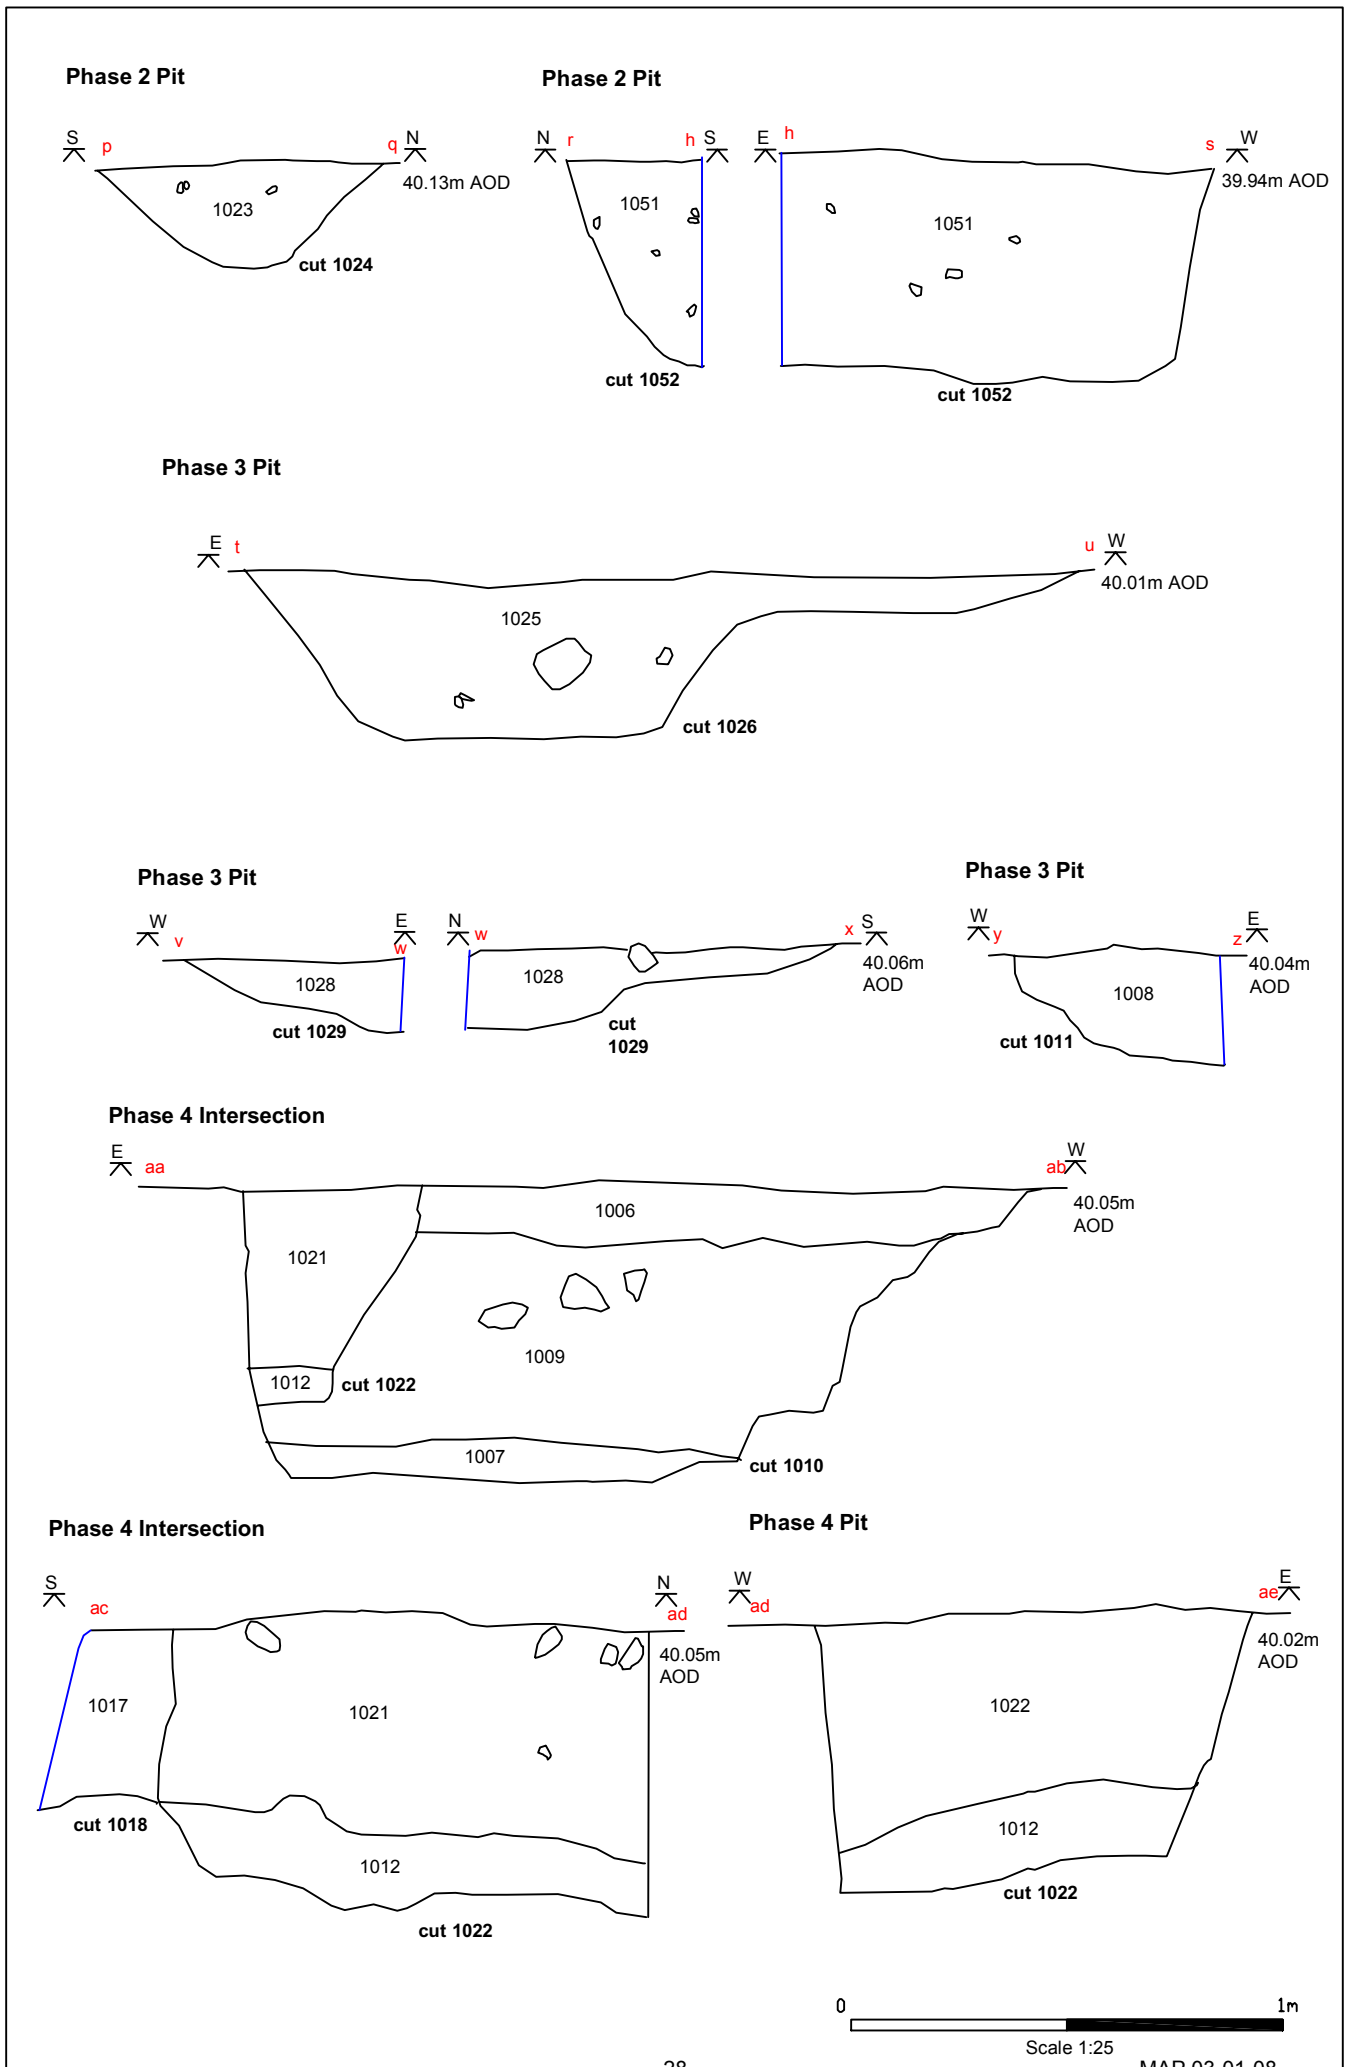 Phase 2 Pit
Phase 2 Pit
S p q N
40.13m AOD
1023
cut 1024
N r h S
1051
cut 1052
E h s W
39.94m AOD
1051
cut 1052
Phase 3 Pit
E t u W
40.01m AOD
1025
cut 1026
Phase 3 Pit
W v E w
1028
cut 1029
N w x S
40.06m
AOD
1028
cut
1029
Phase 3 Pit
W y z E
40.04m
AOD
1008
cut 1011
Phase 4 Intersection
E aa ab W
40.05m
AOD
1006
1021
1009
1012
cut 1022
1007
cut 1010
Phase 4 Intersection
S ac N ad
40.05m
AOD
1017
1021
cut 1018
1012
cut 1022
Phase 4 Pit
W ad ae E
40.02m
AOD
1022
1012
cut 1022
0 1m
Scale 1:25
28
MAP 03-01-08